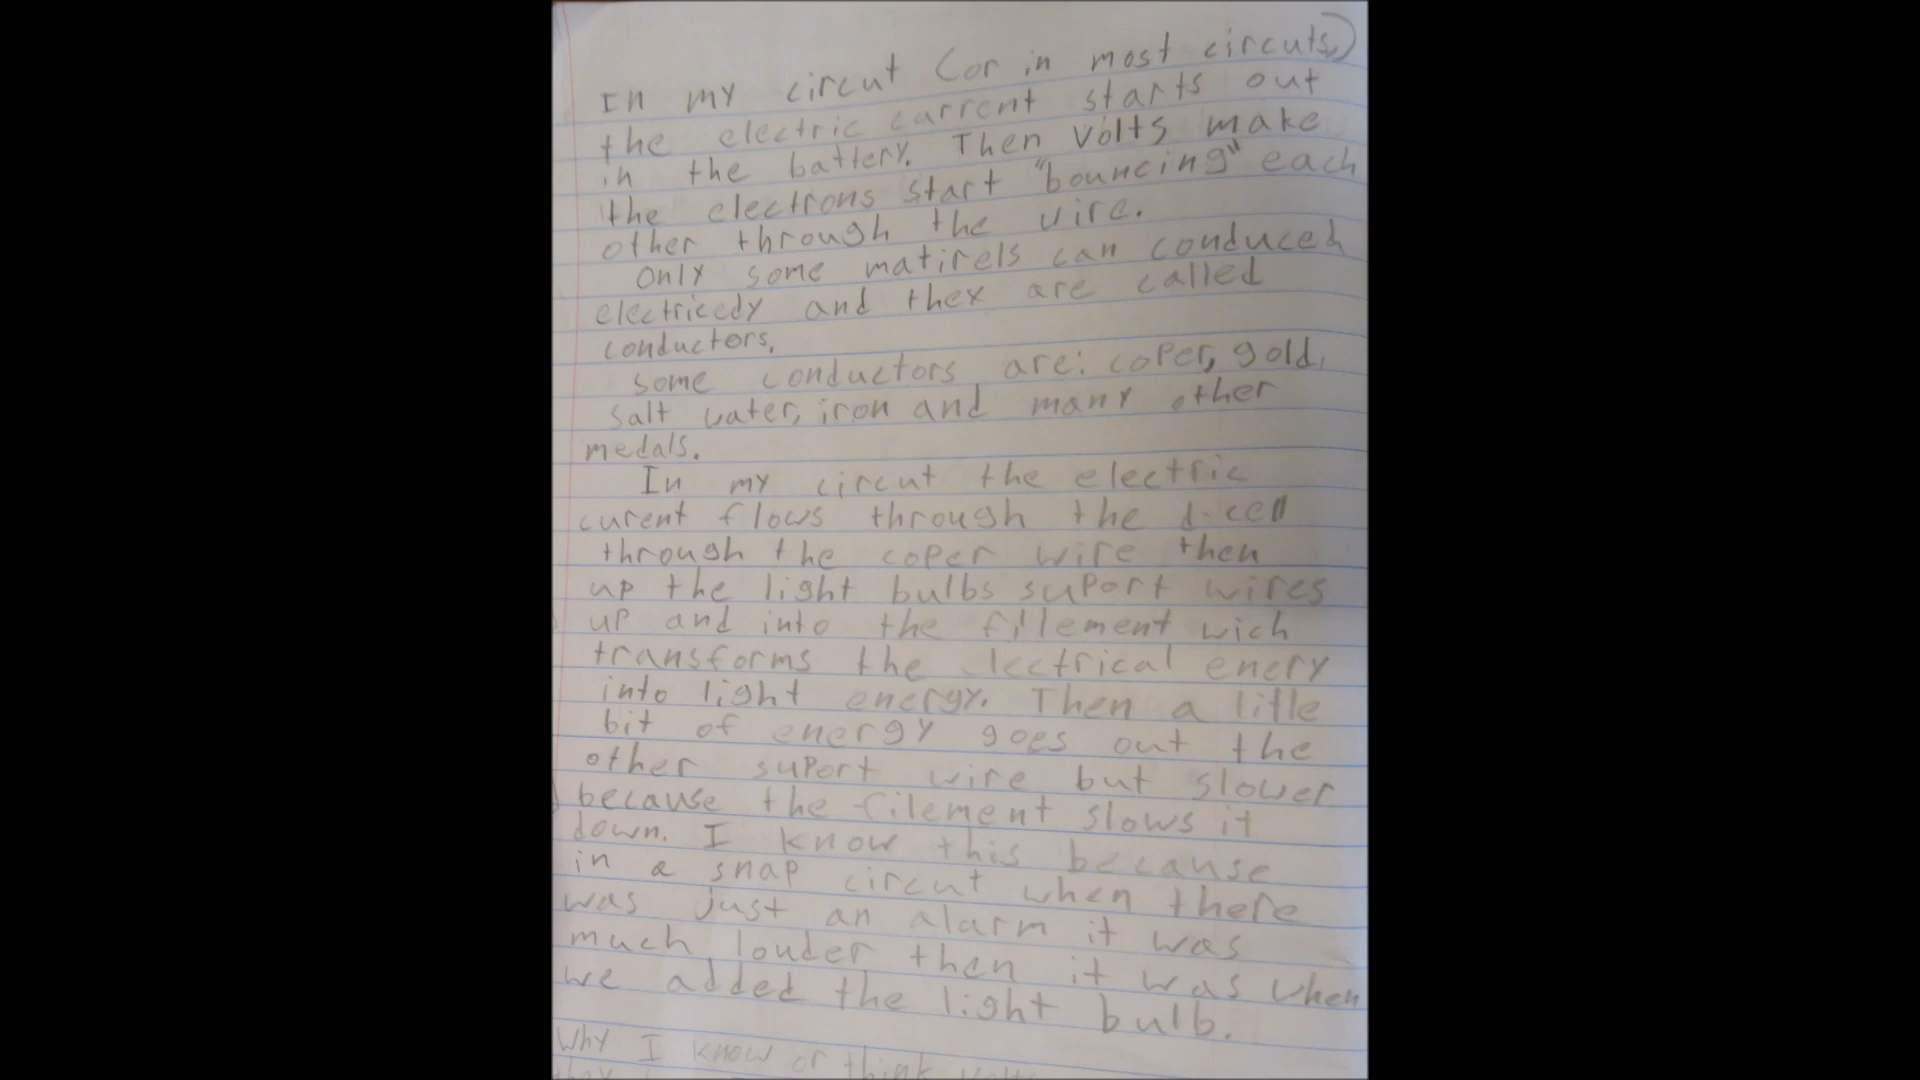 In my circut (or in most circuts,)
the electric current starts out
in the battery. Then Volts make
the electrons start "bouncing" each
other through the wire.
Only some matirels can conduced
electricedy and they are called
conductors.
some conductors are: coper, gold,
salt water, iron and many other
medals.
In my circut the electric
curent flows through the d-cell
through the coper wire then
up the light bulbs suport wires
up and into the filement wich
transforms the lectrical enery
into light energy. Then a litle
bit of energy goes out the
other suport wire but slower
because the filement slows it
down. I know this because
in a snap circut when there
was just an alarm it was
much louder then it was when
we added the light bulb.
Why I know or think volts